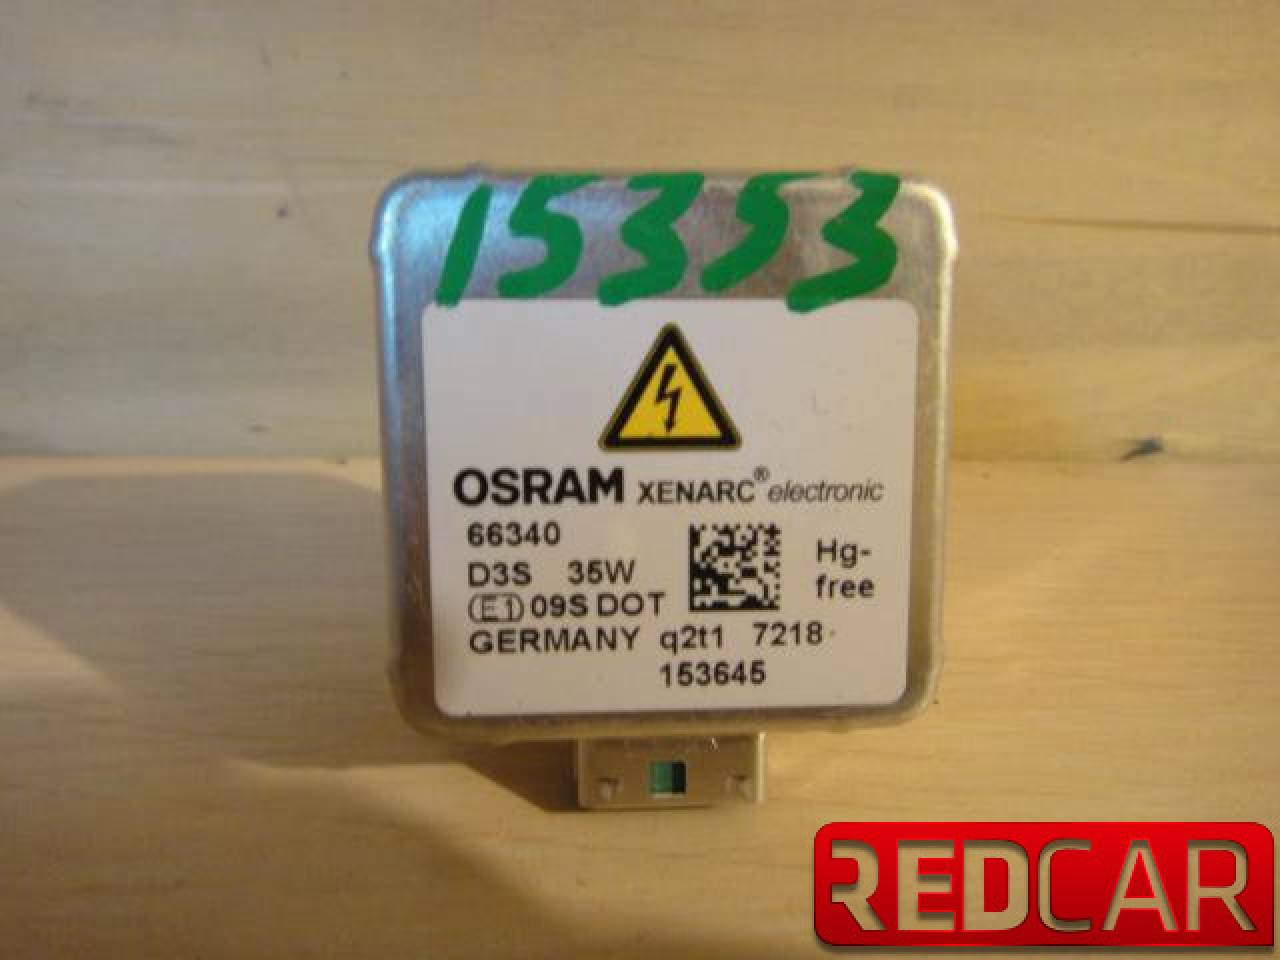 15353
OSRAM XENARC® electronic
66340
D3S 35W
Hg-
free
E1 09S DOT
GERMANY q2t1 7218
153645
REDCAR